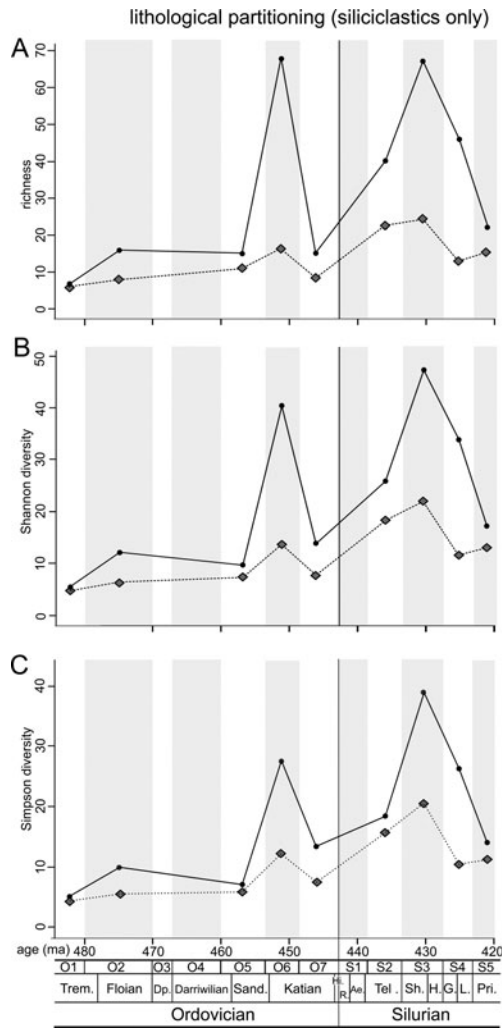 lithological partitioning (siliciclastics only)
A
richness
70
60
50
40
30
20
10
0
B
Shannon diversity
50
40
30
20
10
0
C
Simpson diversity
40
30
20
10
0
age (ma) 480 470 460 450 440 430 420
O1 O2 O3 O4 O5 O6 O7 S1 S2 S3 S4 S5
Trem. Floian Dp. Darriwilian Sand. Katian Hi. R. Ae. Tel . Sh. H. G. L. Pri.
Ordovician Silurian